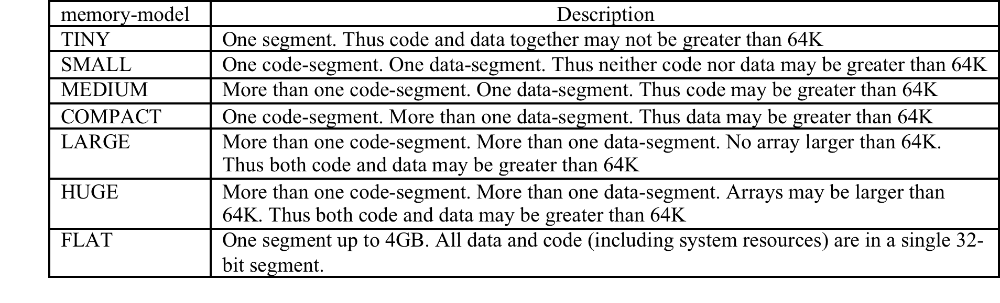 memory-model Description
TINY One segment. Thus code and data together may not be greater than 64K
SMALL One code-segment. One data-segment. Thus neither code nor data may be greater than 64K
MEDIUM More than one code-segment. One data-segment. Thus code may be greater than 64K
COMPACT One code-segment. More than one data-segment. Thus data may be greater than 64K
LARGE More than one code-segment. More than one data-segment. No array larger than 64K.
Thus both code and data may be greater than 64K
HUGE More than one code-segment. More than one data-segment. Arrays may be larger than
64K. Thus both code and data may be greater than 64K
FLAT One segment up to 4GB. All data and code (including system resources) are in a single 32-
bit segment.